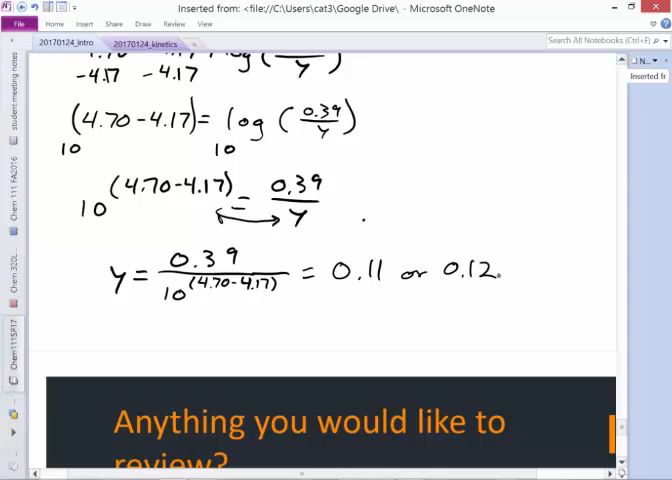 Inserted from: <file://C:\Users\cat3\Google Drive\... - Microsoft OneNote
File Home Insert Draw History Review View
20170124_intro 20170124_kinetics
Search All Notebooks (Ctrl+E)
N...
Inserted fr
student meeting notes
Chem 111 FA2016
Chem 320L...
Chem111SP17
-4.17 -4.17
(4.70-4.17) = log (0.39/Y)
10 10
10^(4.70-4.17) = 0.39/Y
Y = 0.39/10^(4.70-4.17) = 0.11 or 0.12
Anything you would like to
review?